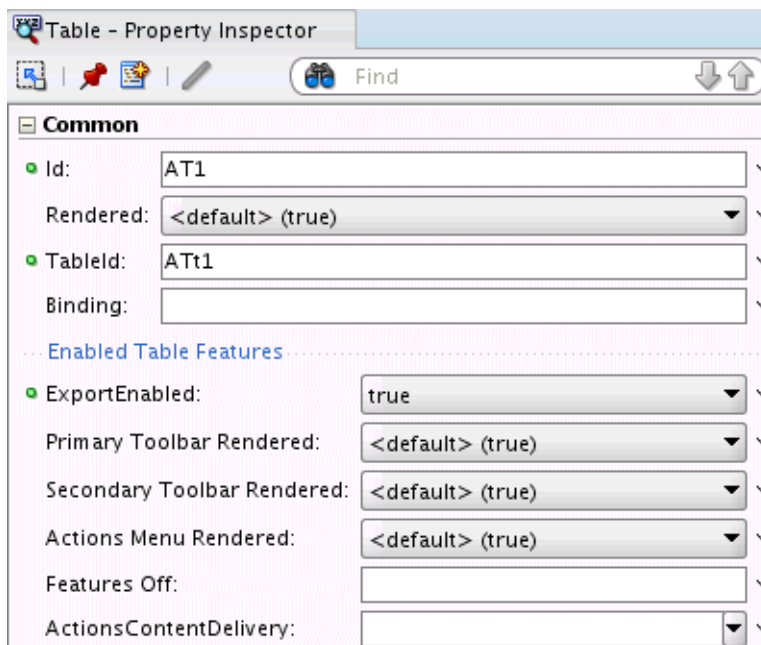 Table - Property Inspector
Find
Common
Id: AT1
Rendered: <default> (true)
TableId: ATt1
Binding:
Enabled Table Features
ExportEnabled: true
Primary Toolbar Rendered: <default> (true)
Secondary Toolbar Rendered: <default> (true)
Actions Menu Rendered: <default> (true)
Features Off:
ActionsContentDelivery: